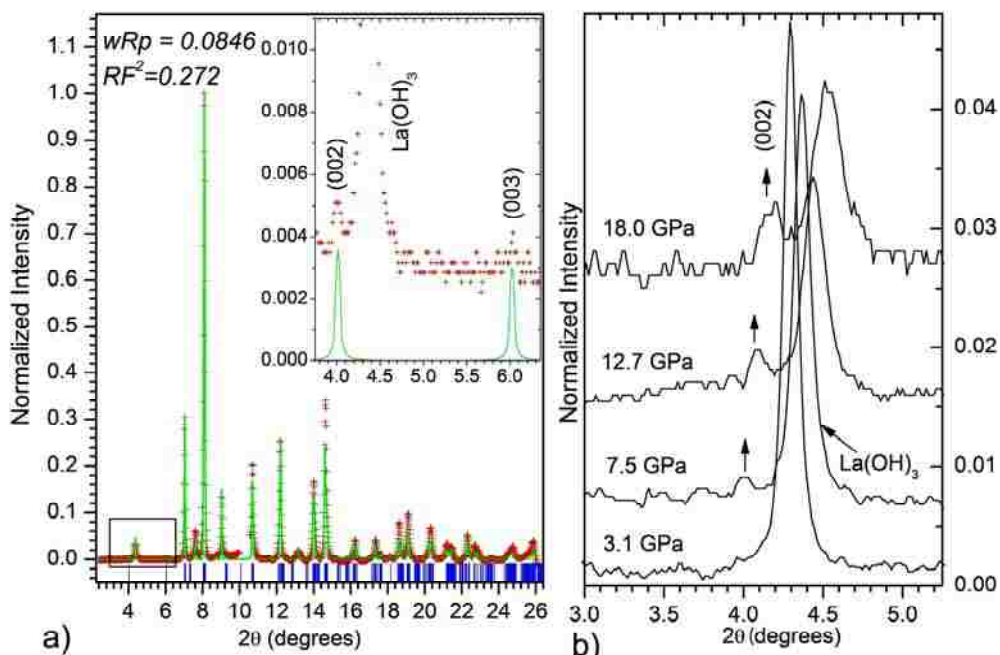 wRp = 0.0846
RF²=0.272
Normalized Intensity
1.1
1.0
0.9
0.8
0.7
0.6
0.5
0.4
0.3
0.2
0.1
0.0
4 6 8 10 12 14 16 18 20 22 24 26
2θ (degrees)
a)
0.010
0.008
0.006
0.004
0.002
0.000
4.0 4.5 5.0 5.5 6.0
(002)
La(OH)₃
(003)
Normalized Intensity
(002)
18.0 GPa
12.7 GPa
7.5 GPa
La(OH)₃
3.1 GPa
0.04
0.03
0.02
0.01
0.00
3.0 3.5 4.0 4.5 5.0
2θ (degrees)
b)